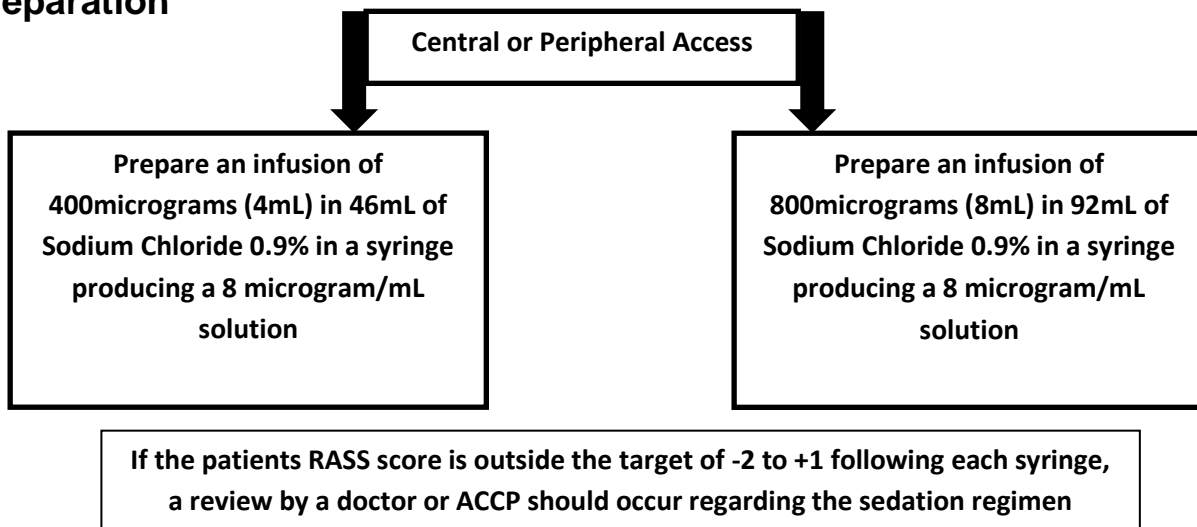 eparation
Central or Peripheral Access
Prepare an infusion of
400micrograms (4mL) in 46mL of
Sodium Chloride 0.9% in a syringe
producing a 8 microgram/mL
solution
Prepare an infusion of
800micrograms (8mL) in 92mL of
Sodium Chloride 0.9% in a syringe
producing a 8 microgram/mL
solution
If the patients RASS score is outside the target of -2 to +1 following each syringe,
a review by a doctor or ACCP should occur regarding the sedation regimen